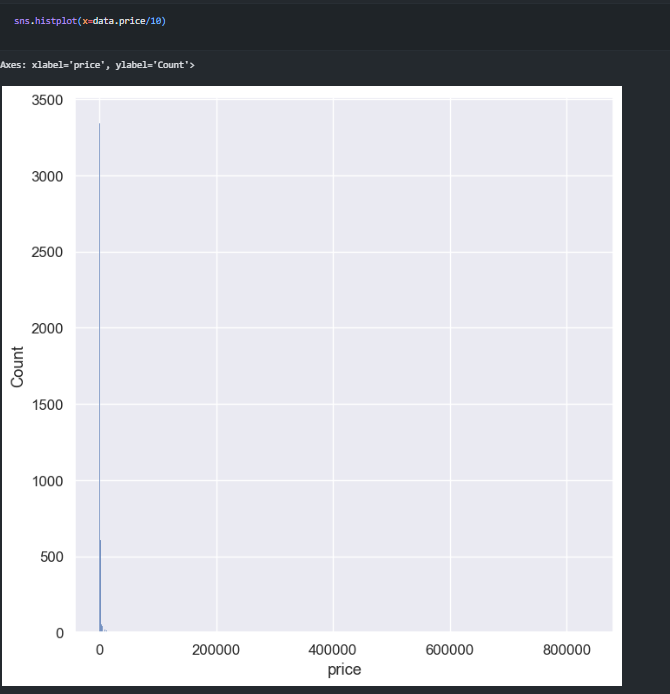 sns.histplot(x=data.price/10)
Axes: xlabel='price', ylabel='Count'>
3500
3000
2500
2000
1500
1000
500
0
Count
0 200000 400000 600000 800000
price